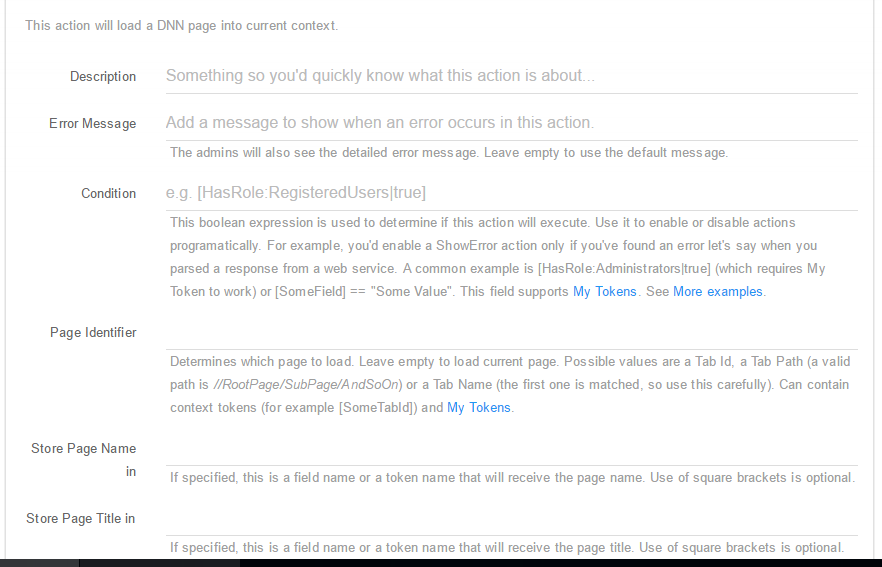 This action will load a DNN page into current context.
Description
Something so you'd quickly know what this action is about...
Error Message
Add a message to show when an error occurs in this action.
The admins will also see the detailed error message. Leave empty to use the default message.
Condition
e.g. [HasRole:RegisteredUsers|true]
This boolean expression is used to determine if this action will execute. Use it to enable or disable actions
programatically. For example, you'd enable a ShowError action only if you've found an error let's say when you
parsed a response from a web service. A common example is [HasRole:Administrators|true] (which requires My
Token to work) or [SomeField] == "Some Value". This field supports My Tokens. See More examples.
Page Identifier
Determines which page to load. Leave empty to load current page. Possible values are a Tab Id, a Tab Path (a valid
path is //RootPage/SubPage/AndSoOn) or a Tab Name (the first one is matched, so use this carefully). Can contain
context tokens (for example [SomeTabId]) and My Tokens.
Store Page Name
in
If specified, this is a field name or a token name that will receive the page name. Use of square brackets is optional.
Store Page Title in
If specified, this is a field name or a token name that will receive the page title. Use of square brackets is optional.